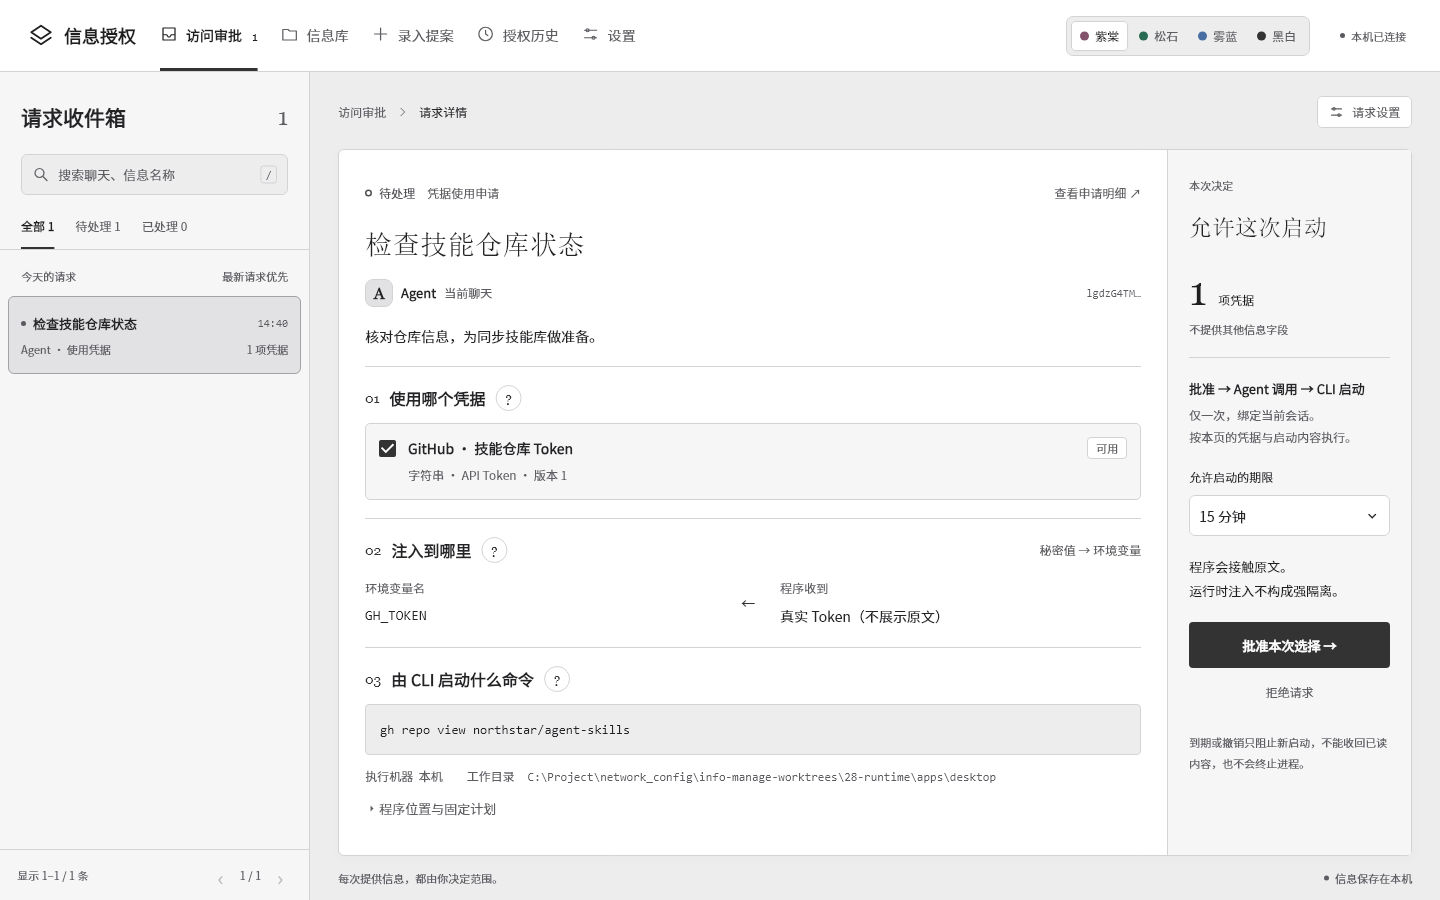 信息授权
访问审批 1
信息库
录入提案
授权历史
设置
紫棠
松石
雾蓝
黑白
本机已连接
请求收件箱 1
搜索聊天、信息名称 /
全部 1
待处理 1
已处理 0
今天的请求 最新请求优先
检查技能仓库状态 14:40
Agent · 使用凭据 1 项凭据
显示 1–1 / 1 条
‹ 1 / 1 ›
访问审批 > 请求详情
请求设置
待处理 凭据使用申请 查看申请明细 ↗
检查技能仓库状态
A Agent 当前聊天 lgdzG4TM…
核对仓库信息，为同步技能库做准备。
01 使用哪个凭据 ?
GitHub · 技能仓库 Token 可用
字符串 · API Token · 版本 1
02 注入到哪里 ? 秘密值 → 环境变量
环境变量名 程序收到
GH_TOKEN ← 真实 Token（不展示原文）
03 由 CLI 启动什么命令 ?
gh repo view northstar/agent-skills
执行机器 本机 工作目录 C:\Project\network_config\info-manage-worktrees\28-runtime\apps\desktop
程序位置与固定计划
本次决定
允许这次启动
1 项凭据
不提供其他信息字段
批准 → Agent 调用 → CLI 启动
仅一次，绑定当前会话。
按本页的凭据与启动内容执行。
允许启动的期限
15 分钟
程序会接触原文。
运行时注入不构成强隔离。
批准本次选择 →
拒绝请求
到期或撤销只阻止新启动，不能收回已读
内容，也不会终止进程。
每次提供信息，都由你决定范围。
信息保存在本机